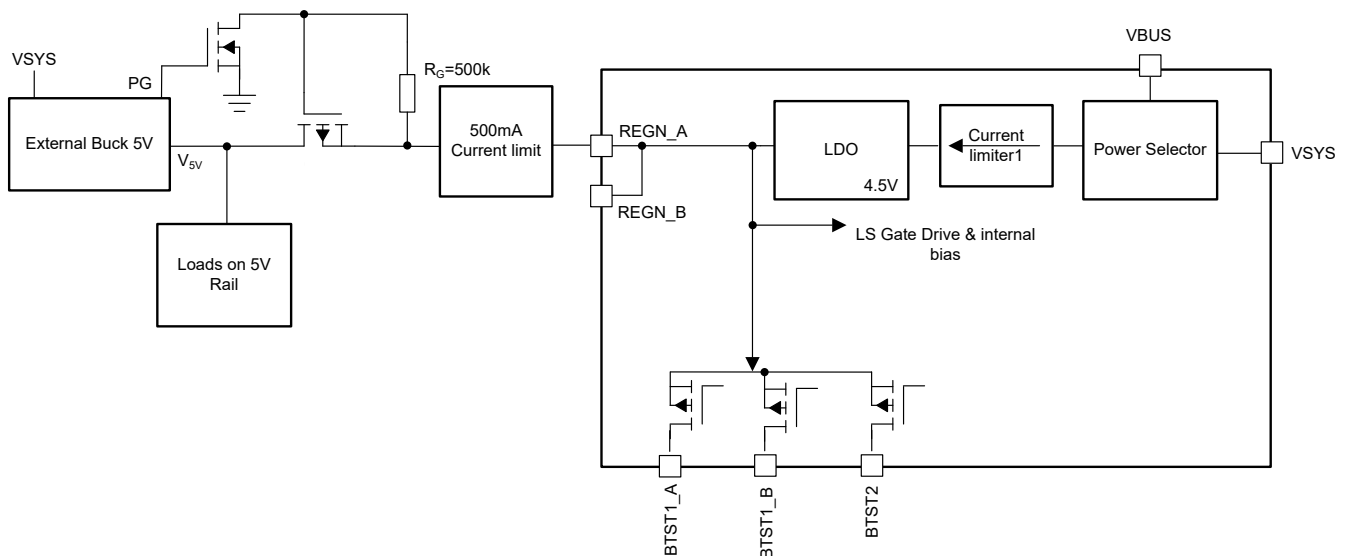 VSYS
PG
External Buck 5V
V5V
Loads on 5V
Rail
RG=500k
500mA
Current limit
REGN_A
REGN_B
LDO
4.5V
Current
limiter1
Power Selector
VBUS
VSYS
LS Gate Drive & internal
bias
BTST1_A
BTST1_B
BTST2